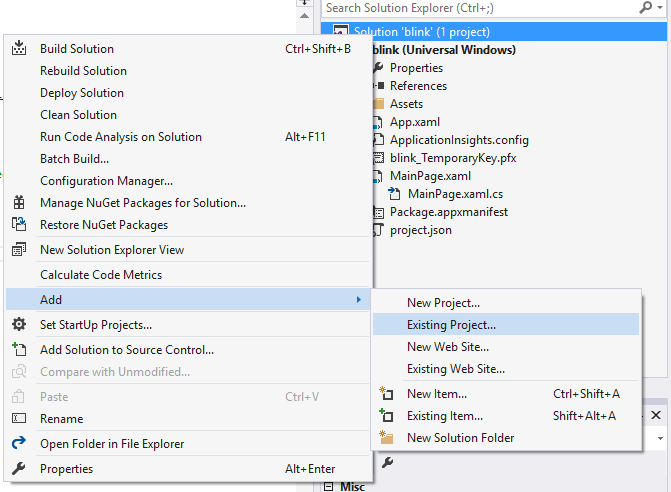 Search Solution Explorer (Ctrl+;)
Solution 'blink' (1 project)
blink (Universal Windows)
Properties
References
Assets
App.xaml
ApplicationInsights.config
blink_TemporaryKey.pfx
MainPage.xaml
MainPage.xaml.cs
Package.appxmanifest
project.json
Build Solution Ctrl+Shift+B
Rebuild Solution
Deploy Solution
Clean Solution
Run Code Analysis on Solution Alt+F11
Batch Build...
Configuration Manager...
Manage NuGet Packages for Solution...
Restore NuGet Packages
New Solution Explorer View
Calculate Code Metrics
Add
Set StartUp Projects...
Add Solution to Source Control...
Compare with Unmodified...
Paste Ctrl+V
Rename
Open Folder in File Explorer
Properties Alt+Enter
New Project...
Existing Project...
New Web Site...
Existing Web Site...
New Item... Ctrl+Shift+A
Existing Item... Shift+Alt+A
New Solution Folder
Misc